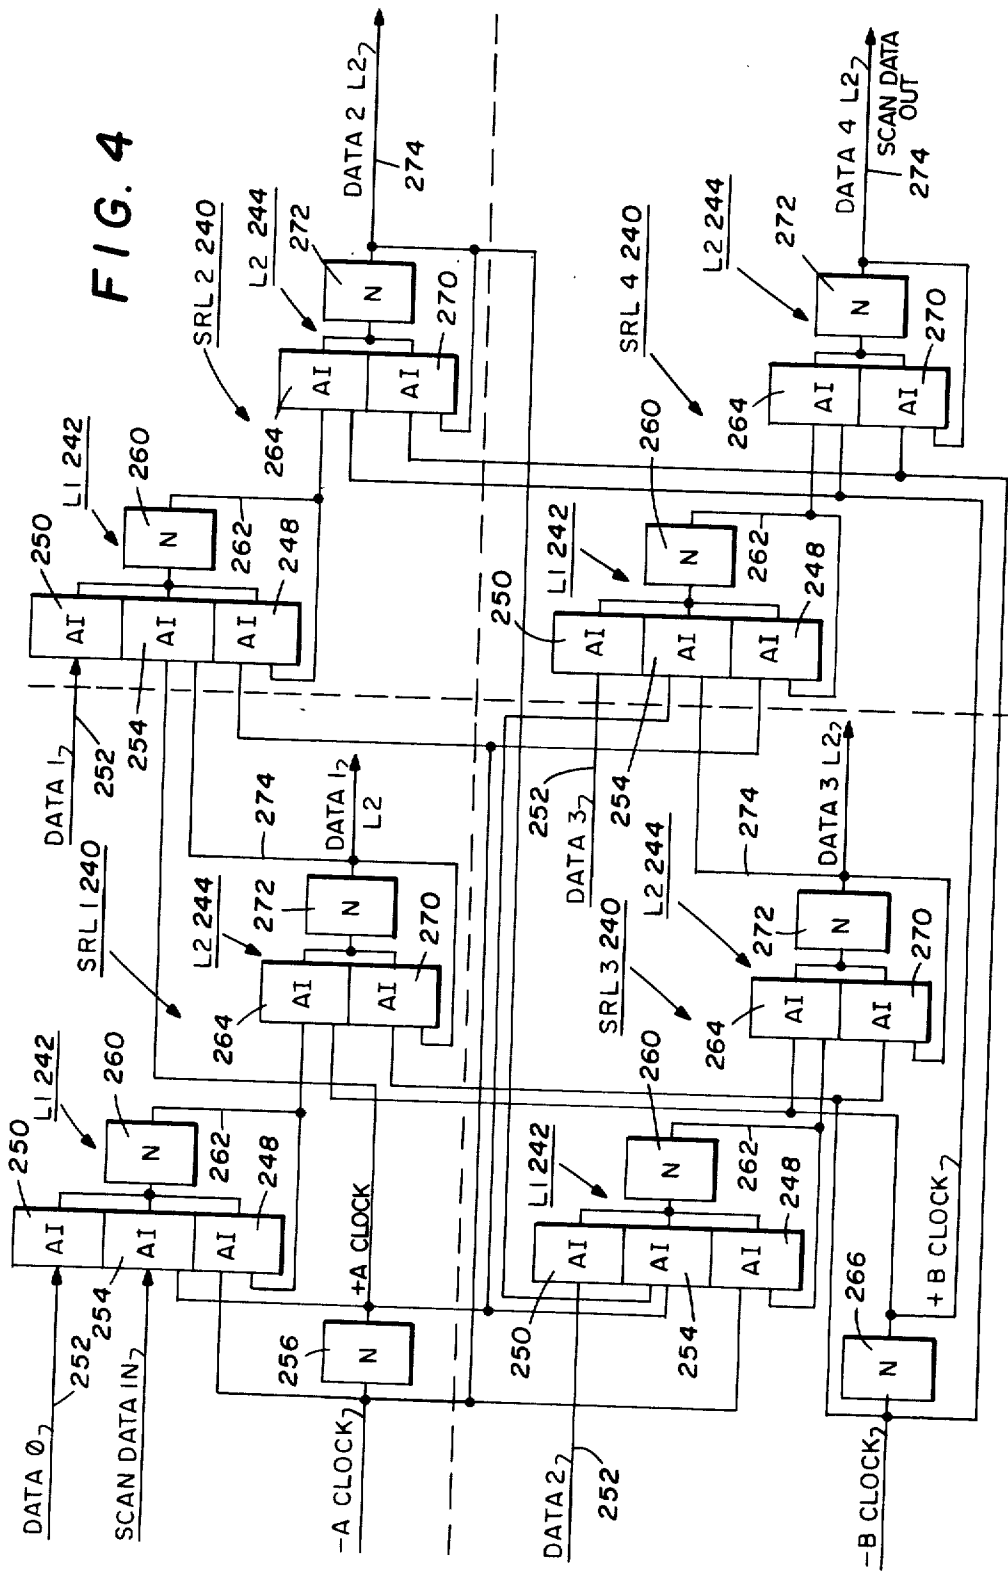 FIG. 4
DATA 0
252
SCAN DATA IN
250
AI
254
AI
AI
248
L1 242
260
N
262
SRL 1 240
L2 244
264
AI
AI
270
272
N
274
DATA 1
L2
-A CLOCK
256
N
+A CLOCK
DATA 1
252
250
AI
254
AI
AI
248
L1 242
260
N
262
SRL 2 240
L2 244
264
AI
AI
270
272
N
DATA 2 L2
274
DATA 2
252
250
AI
254
AI
AI
248
L1 242
260
N
262
SRL 3 240
L2 244
264
AI
AI
270
272
N
274
DATA 3 L2
-B CLOCK
266
N
+B CLOCK
DATA 3
252
250
AI
254
AI
AI
248
L1 242
260
N
262
SRL 4 240
L2 244
264
AI
AI
270
272
N
DATA 4 L2
274
SCAN DATA
OUT